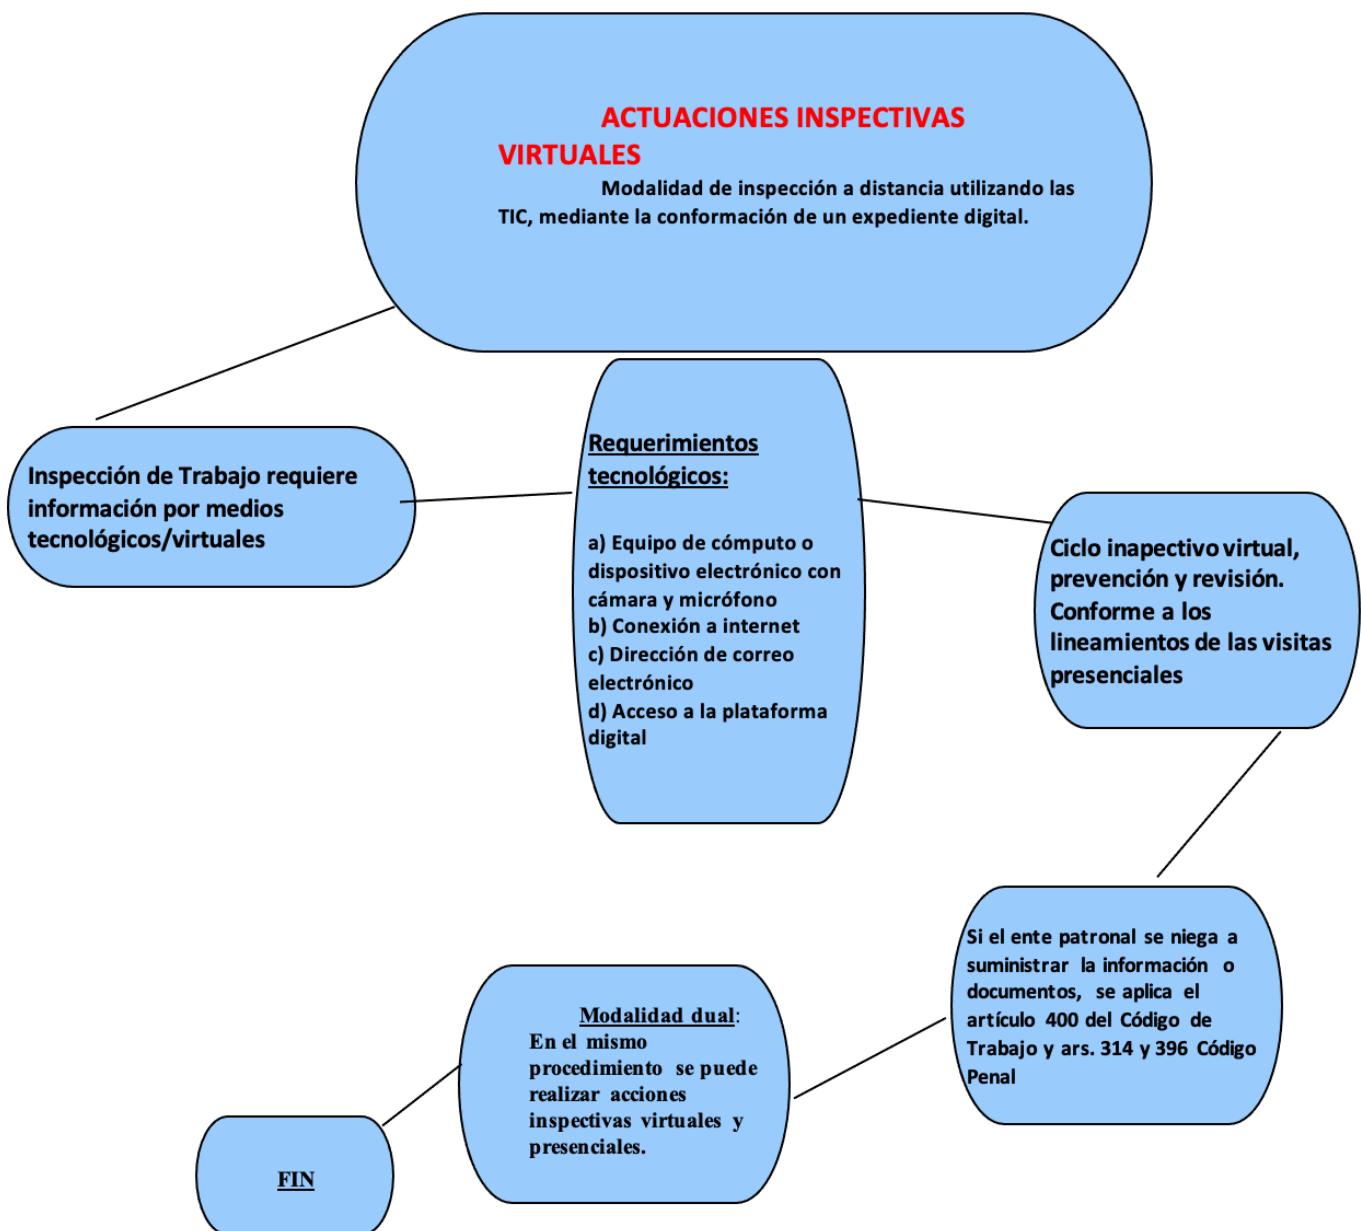 ACTUACIONES INSPECTIVAS
VIRTUALES
Modalidad de inspección a distancia utilizando las
TIC, mediante la conformación de un expediente digital.
Inspección de Trabajo requiere
información por medios
tecnológicos/virtuales
Requerimientos
tecnológicos:
a) Equipo de cómputo o
dispositivo electrónico con
cámara y micrófono
b) Conexión a internet
c) Dirección de correo
electrónico
d) Acceso a la plataforma
digital
Ciclo inapectivo virtual,
prevención y revisión.
Conforme a los
lineamientos de las visitas
presenciales
Si el ente patronal se niega a
suministrar la información o
documentos, se aplica el
artículo 400 del Código de
Trabajo y ars. 314 y 396 Código
Penal
Modalidad dual:
En el mismo
procedimiento se puede
realizar acciones
inspectivas virtuales y
presenciales.
FIN